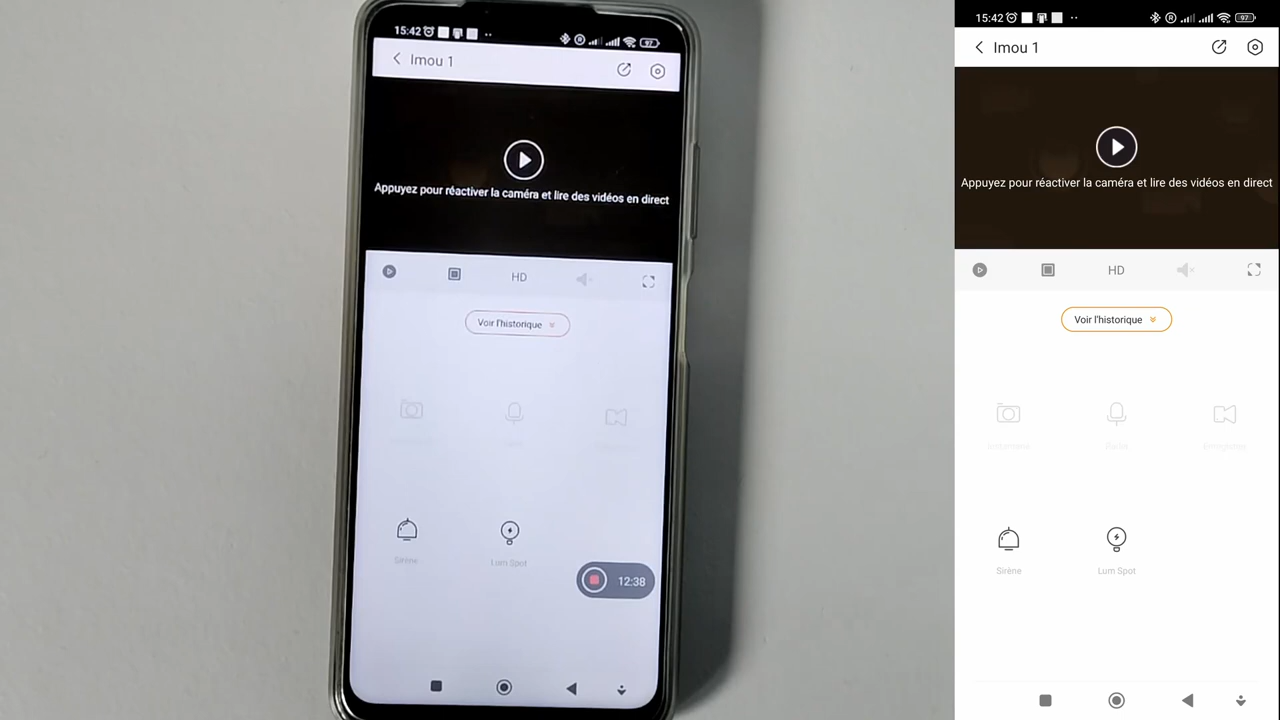 15:42
97
Imou 1
Appuyez pour réactiver la caméra et lire des vidéos en direct
HD
Voir l'historique
Sirène
Lum Spot
12:38
15:42
97
Imou 1
Appuyez pour réactiver la caméra et lire des vidéos en direct
HD
Voir l'historique
Sirène
Lum Spot